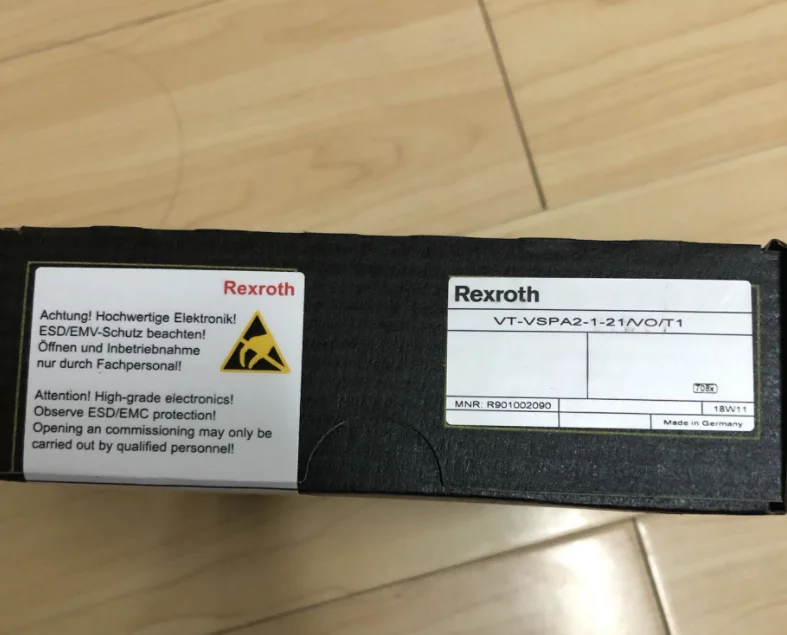 Rexroth
Achtung! Hochwertige Elektronik!
ESD/EMV-Schutz beachten!
Öffnen und Inbetriebnahme
nur durch Fachpersonal!
Attention! High-grade electronics!
Observe ESD/EMC protection!
Opening an commissioning may only be
carried out by qualified personnel!
Rexroth
VT-VSPA2-1-21/VO/T1
708x
MNR: R901002090
18W11
Made in Germany